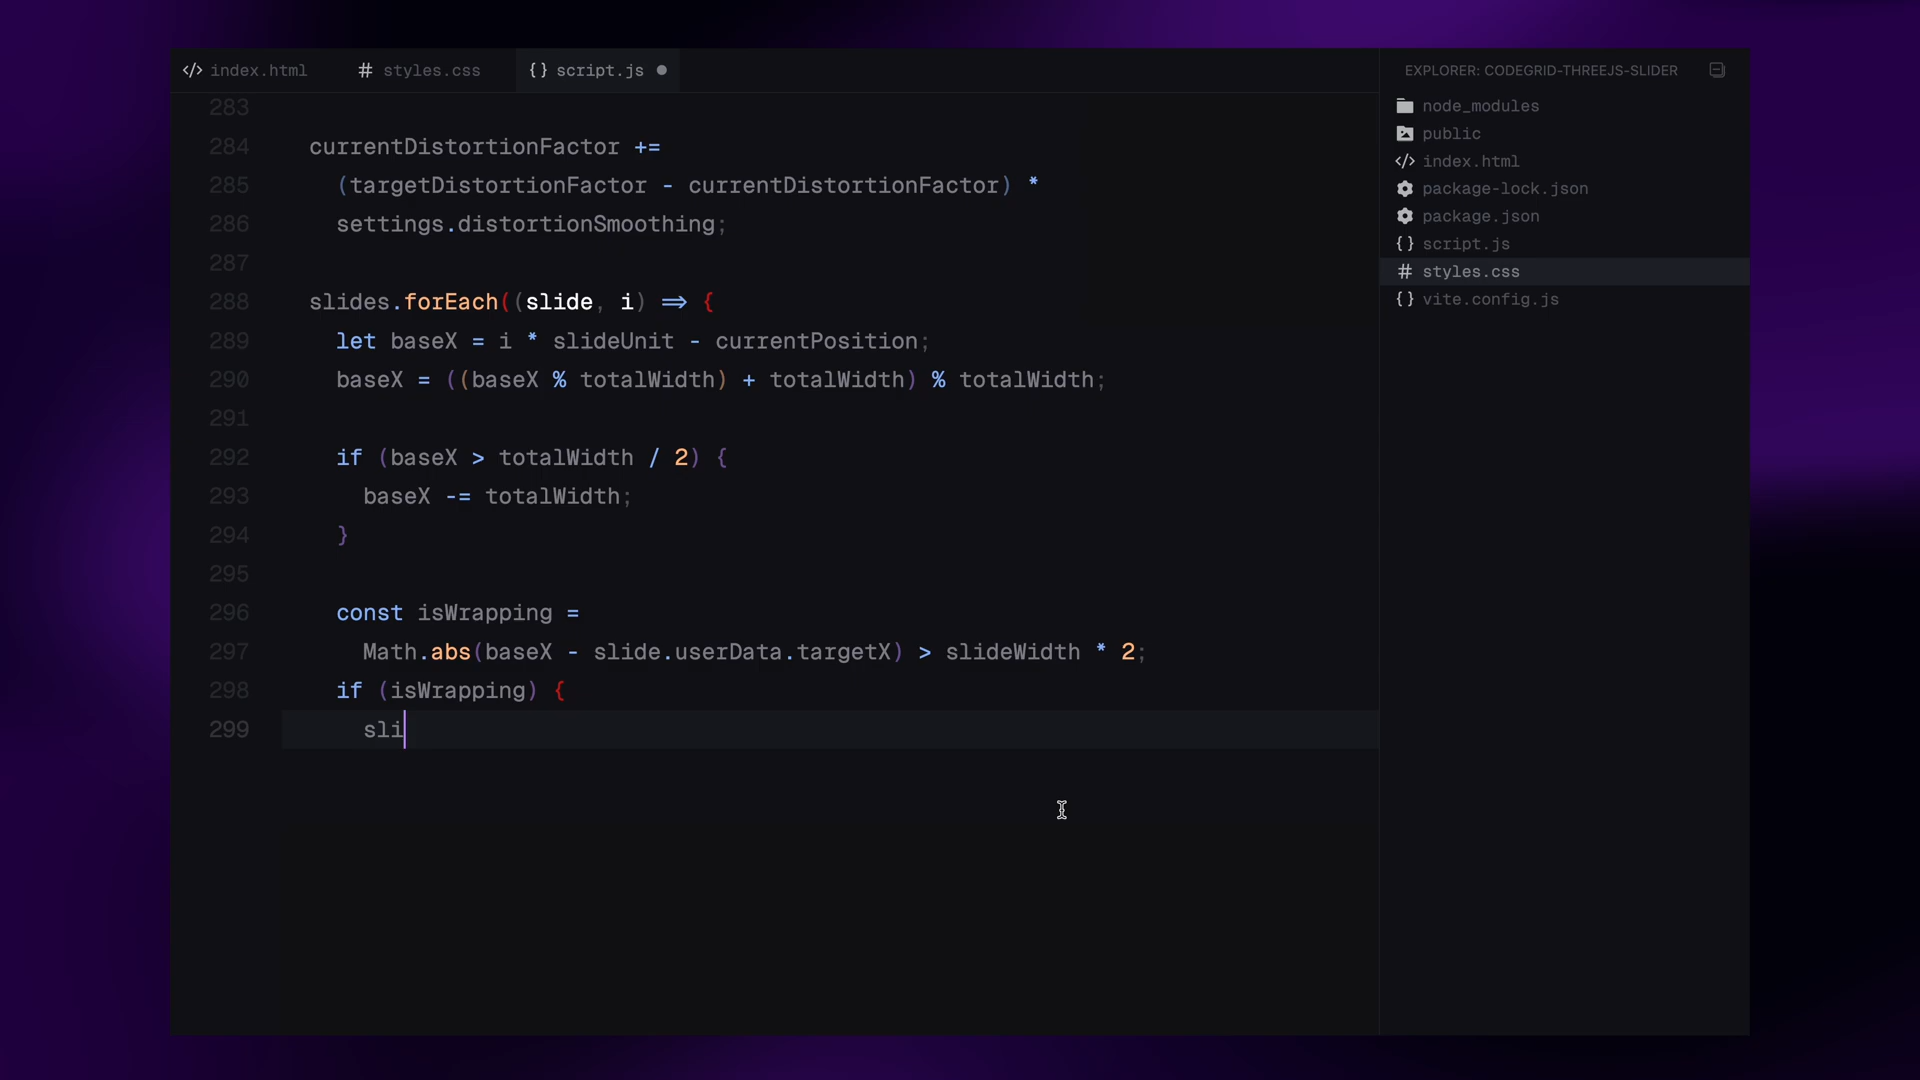 index.html
styles.css
script.js
283
284 currentDistortionFactor +=
285 (targetDistortionFactor - currentDistortionFactor) *
286 settings.distortionSmoothing;
287
288 slides.forEach((slide, i) => {
289 let baseX = i * slideUnit - currentPosition;
290 baseX = ((baseX % totalWidth) + totalWidth) % totalWidth;
291
292 if (baseX > totalWidth / 2) {
293 baseX -= totalWidth;
294 }
295
296 const isWrapping =
297 Math.abs(baseX - slide.userData.targetX) > slideWidth * 2;
298 if (isWrapping) {
299 sli
EXPLORER: CODEGRID-THREEJS-SLIDER
node_modules
public
index.html
package-lock.json
package.json
script.js
styles.css
vite.config.js